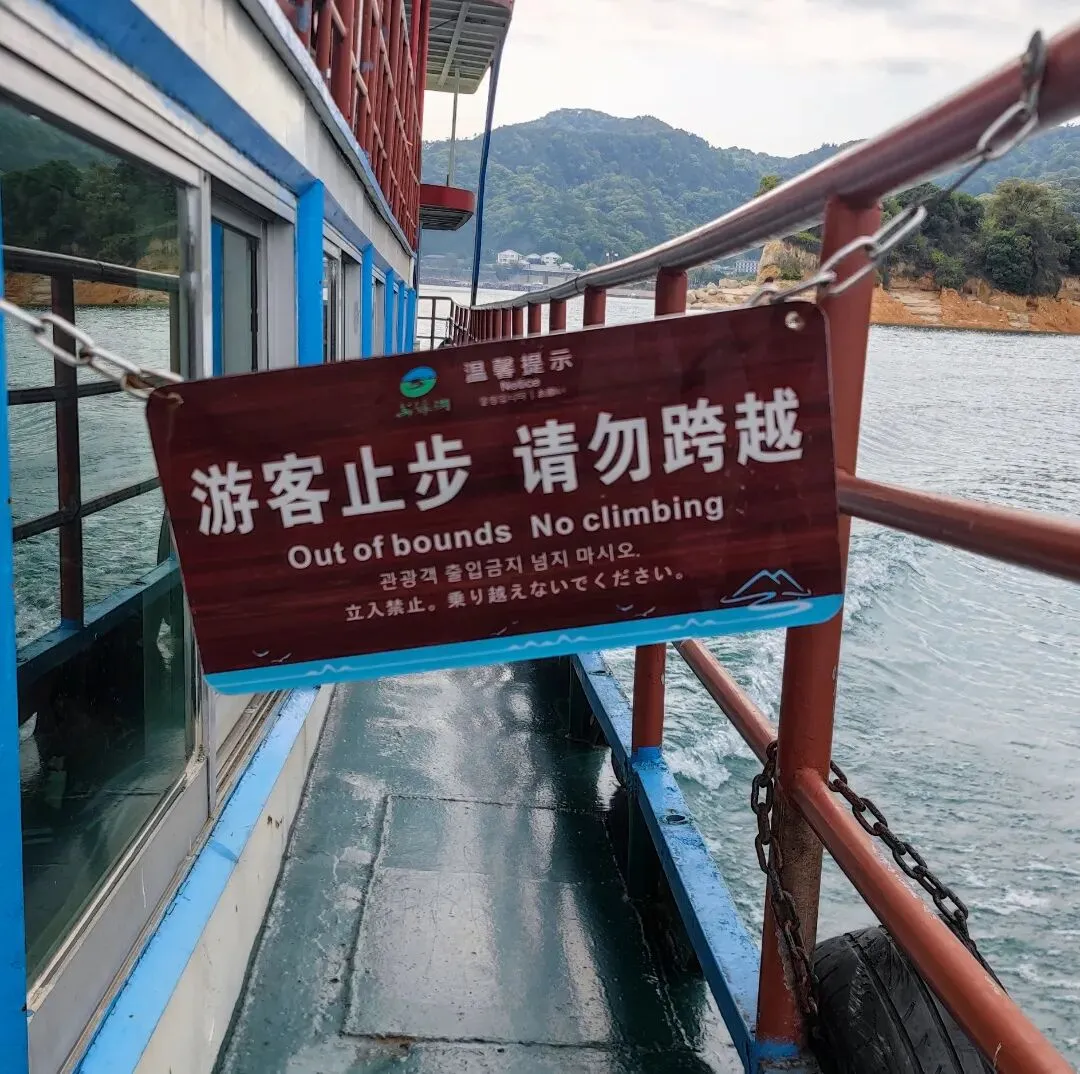 温馨提示
Notice
游客止步 请勿跨越
Out of bounds No climbing
관광객 출입금지 넘지 마시오.
立入禁止。乗り越えないでください。